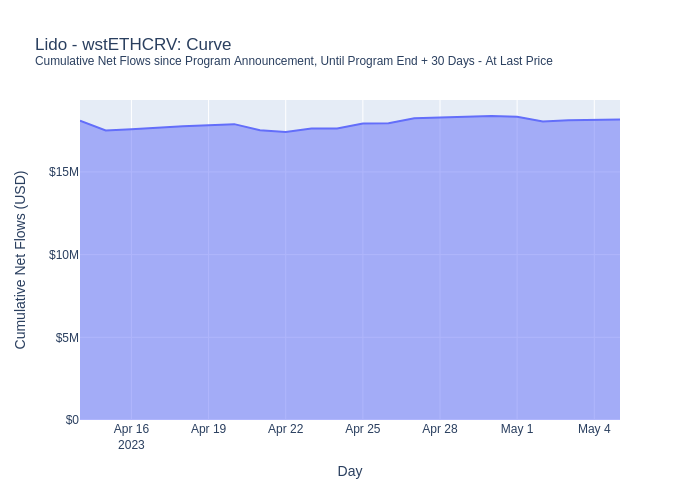 Lido - wstETHCRV: Curve
Cumulative Net Flows since Program Announcement, Until Program End + 30 Days - At Last Price
Cumulative Net Flows (USD)
$15M
$10M
$5M
$0
Apr 16 Apr 19 Apr 22 Apr 25 Apr 28 May 1 May 4
2023
Day